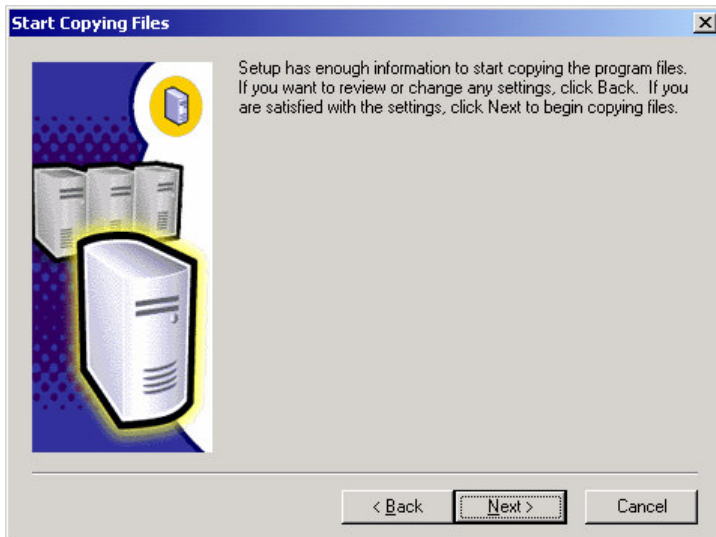 Start Copying Files
Setup has enough information to start copying the program files.
If you want to review or change any settings, click Back.  If you
are satisfied with the settings, click Next to begin copying files.
< Back
Next >
Cancel